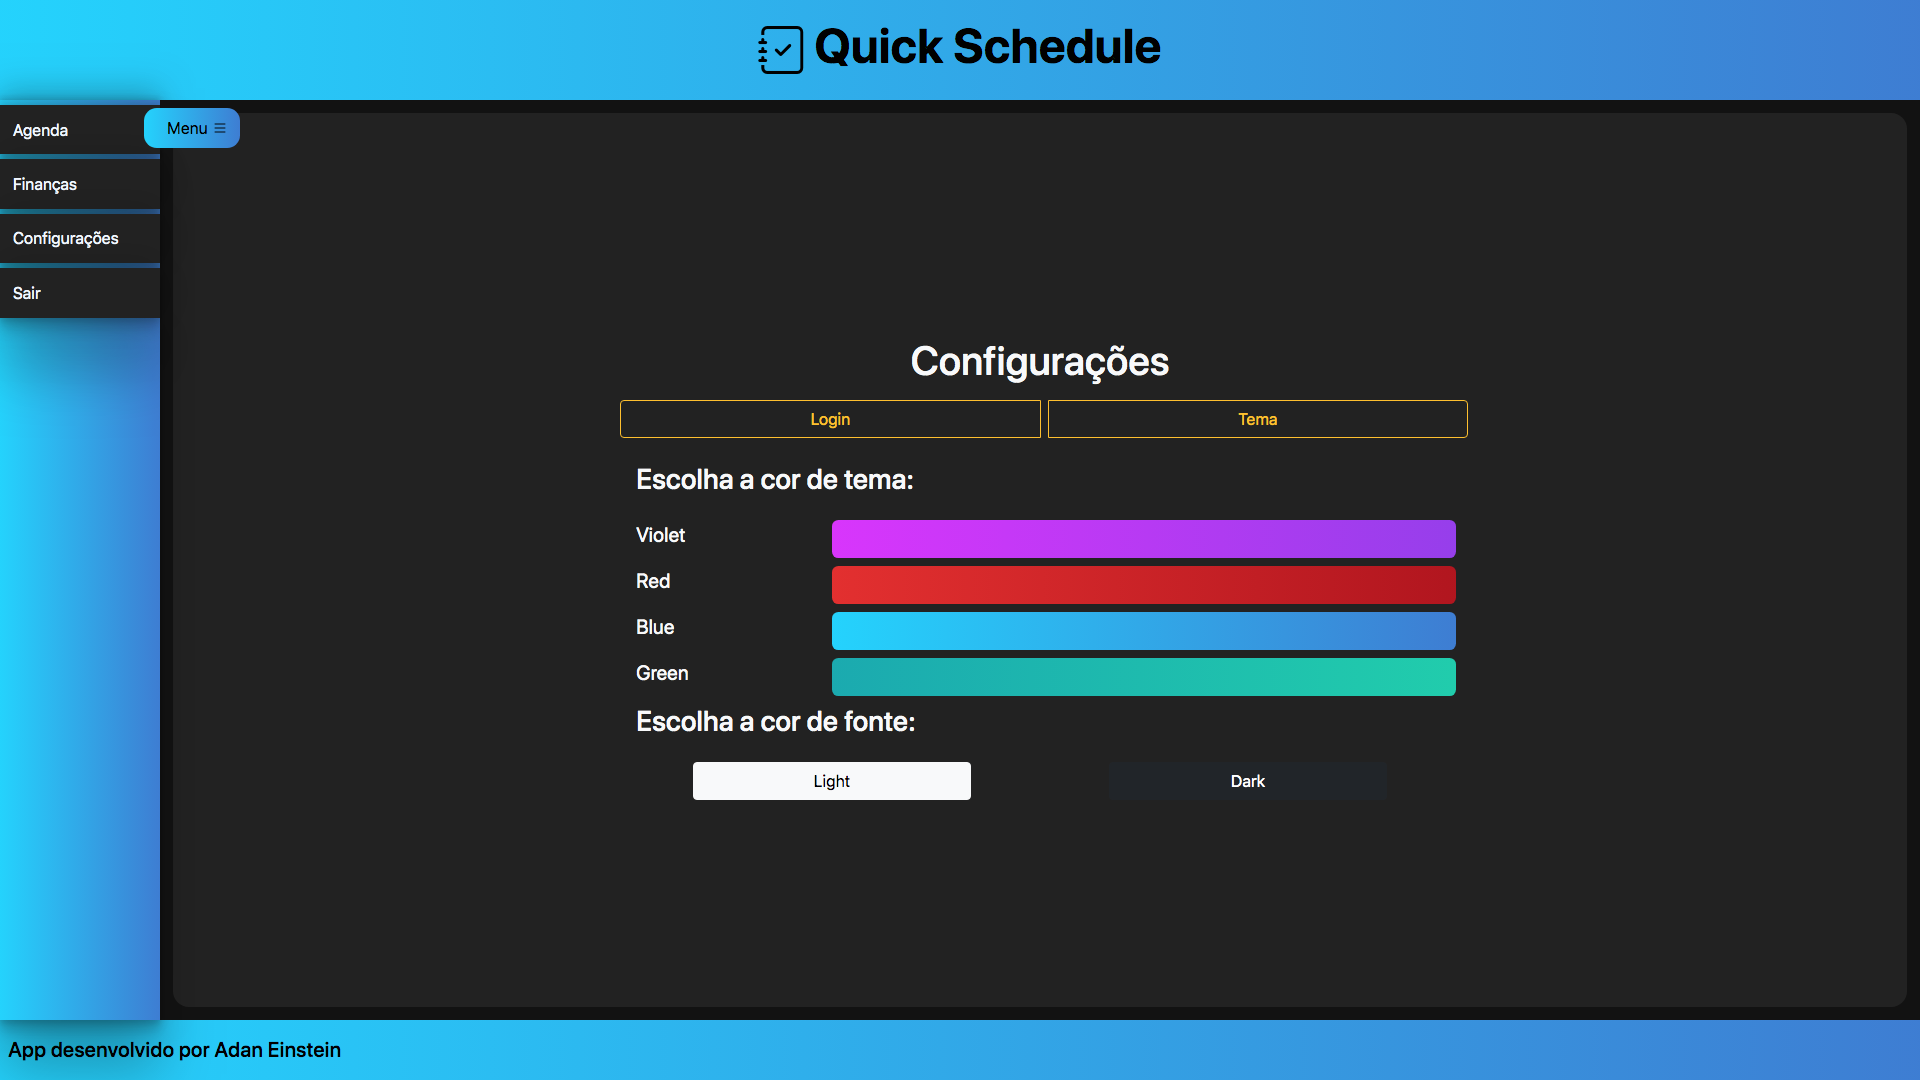 Quick Schedule
Menu
Agenda
Finanças
Configurações
Sair
Configurações
Login
Tema
Escolha a cor de tema:
Violet
Red
Blue
Green
Escolha a cor de fonte:
Light
Dark
App desenvolvido por Adan Einstein